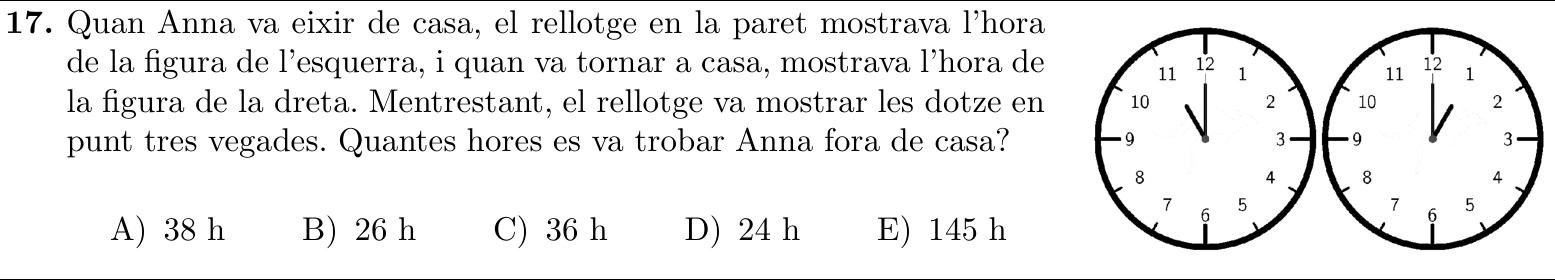 17. Quan Anna va eixir de casa, el rellotge en la paret mostrava l'hora
de la figura de l'esquerra, i quan va tornar a casa, mostrava l'hora de
la figura de la dreta. Mentrestant, el rellotge va mostrar les dotze en
punt tres vegades. Quantes hores es va trobar Anna fora de casa?
A) 38 h B) 26 h C) 36 h D) 24 h E) 145 h
12
11 1
10 2
9 3
8 4
7 5
6
12
11 1
10 2
9 3
8 4
7 5
6